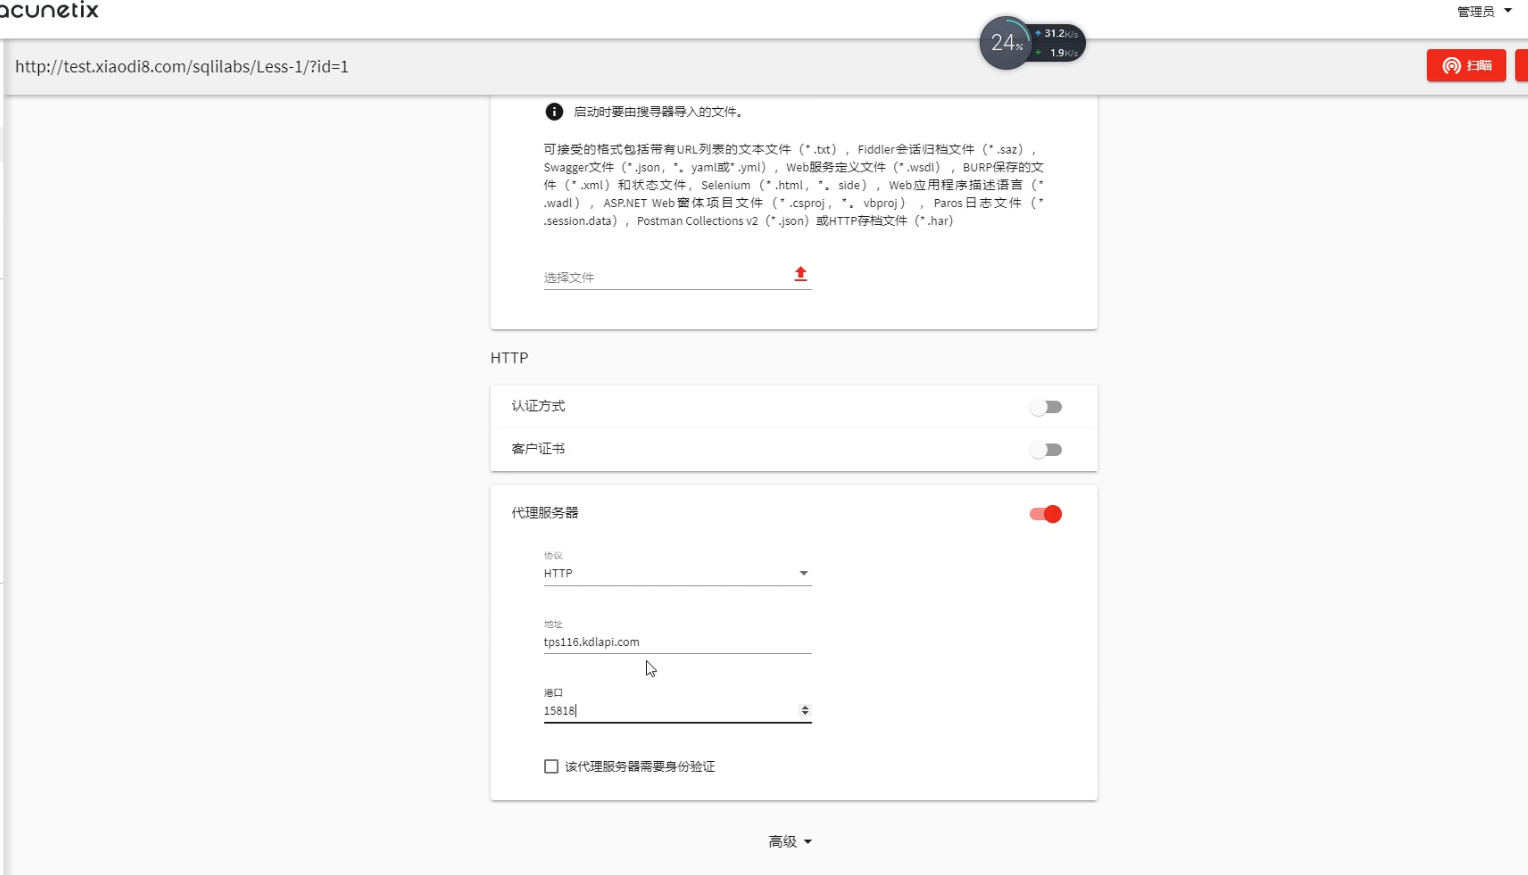 acunetix
管理员
24%
31.2K/s
1.9K/s
http://test.xiaodi8.com/sqlilabs/Less-1/?id=1
扫瞄
启动时要由搜寻器导入的文件。
可接受的格式包括带有URL列表的文本文件（*.txt），Fiddler会话归档文件（*.saz），
Swagger文件（*.json，*。yaml或*.yml），Web服务定义文件（*.wsdl），BURP保存的文
件（*.xml）和状态文件，Selenium（*.html，*。side），Web应用程序描述语言（*
.wadl），ASP.NET Web窗体项目文件（*.csproj，*。vbproj），Paros日志文件（*
.session.data），Postman Collections v2（*.json）或HTTP存档文件（*.har）
选择文件
HTTP
认证方式
客户证书
代理服务器
协议
HTTP
地址
tps116.kdlapi.com
港口
15818
该代理服务器需要身份验证
高级